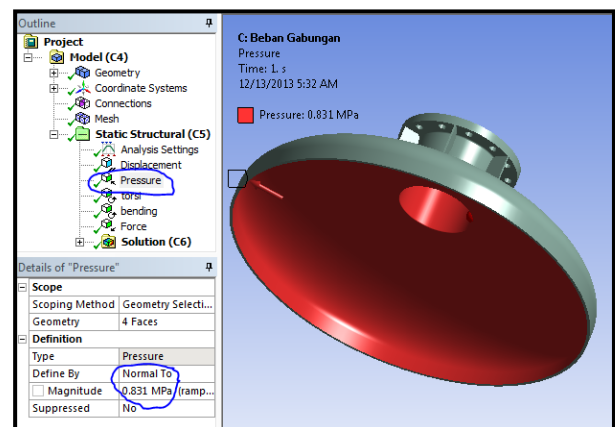 Outline
Project
Model (C4)
Geometry
Coordinate Systems
Connections
Mesh
Static Structural (C5)
Analysis Settings
Displacement
Pressure
torsi
bending
Force
Solution (C6)
Details of "Pressure"
Scope
Scoping Method Geometry Selecti...
Geometry 4 Faces
Definition
Type Pressure
Define By Normal To
Magnitude 0.831 MPa (ramp...
Suppressed No
C: Beban Gabungan
Pressure
Time: 1. s
12/13/2013 5:32 AM
Pressure: 0.831 MPa